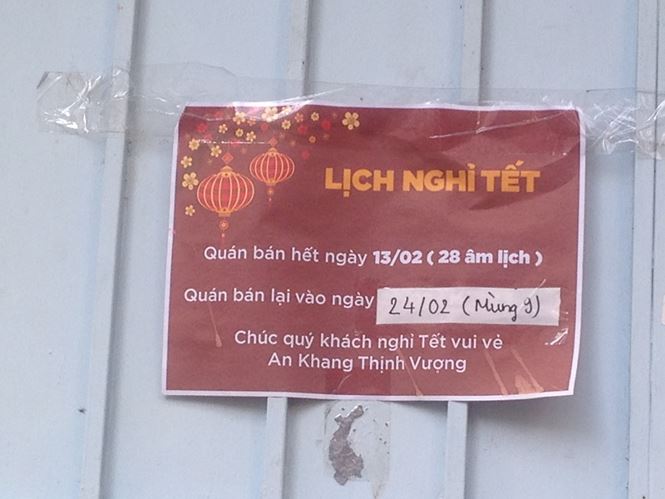 LỊCH NGHỈ TẾT
Quán bán hết ngày 13/02 ( 28 âm lịch )
Quán bán lại vào ngày 24/02 (Mùng 9)
Chúc quý khách nghỉ Tết vui vẻ
An Khang Thịnh Vượng